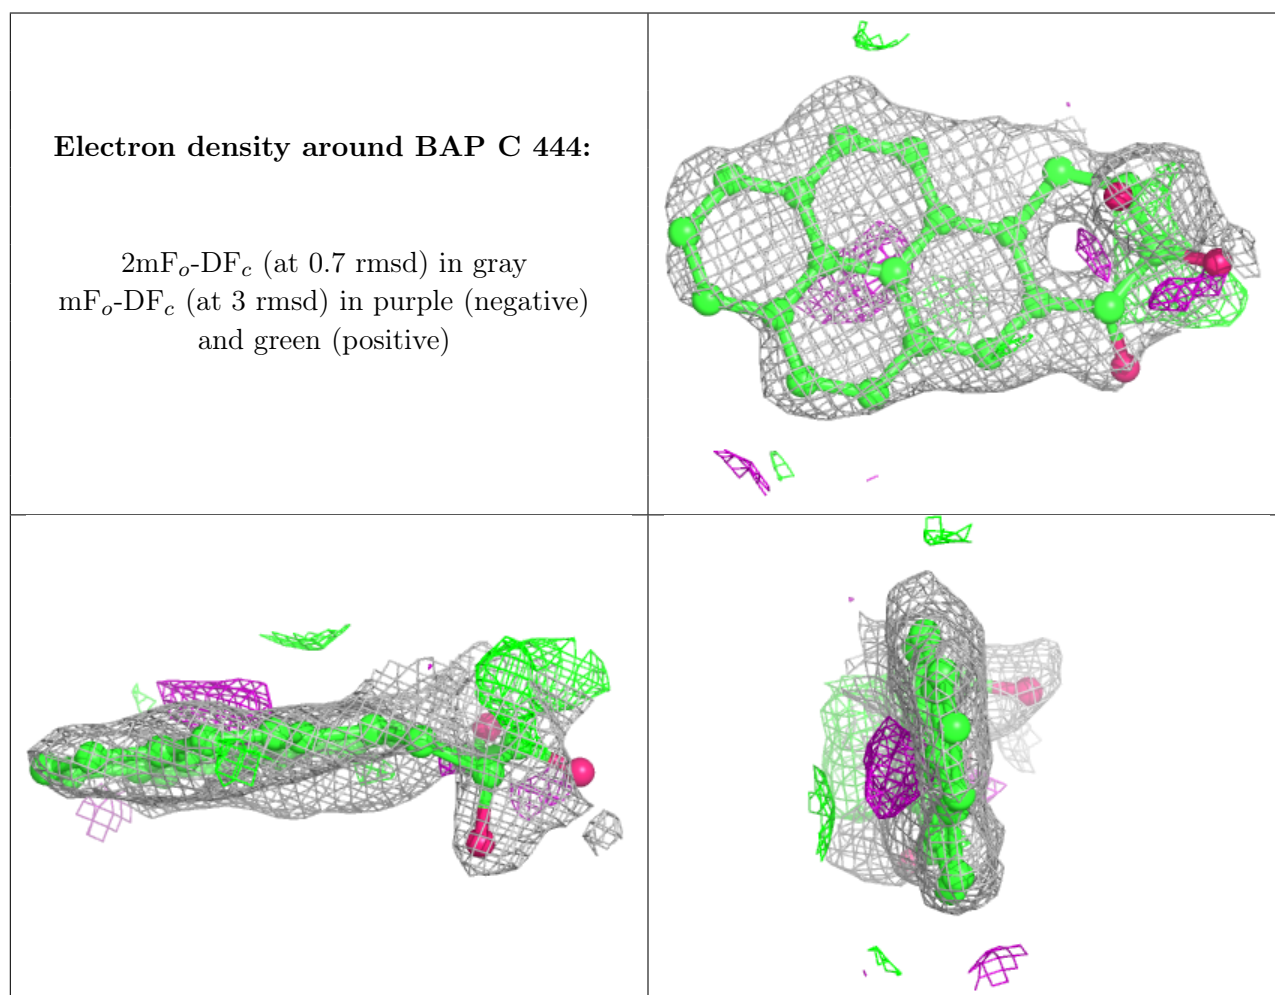 Electron density around BAP C 444:
2mFo-DFc (at 0.7 rmsd) in gray
mFo-DFc (at 3 rmsd) in purple (negative)
and green (positive)